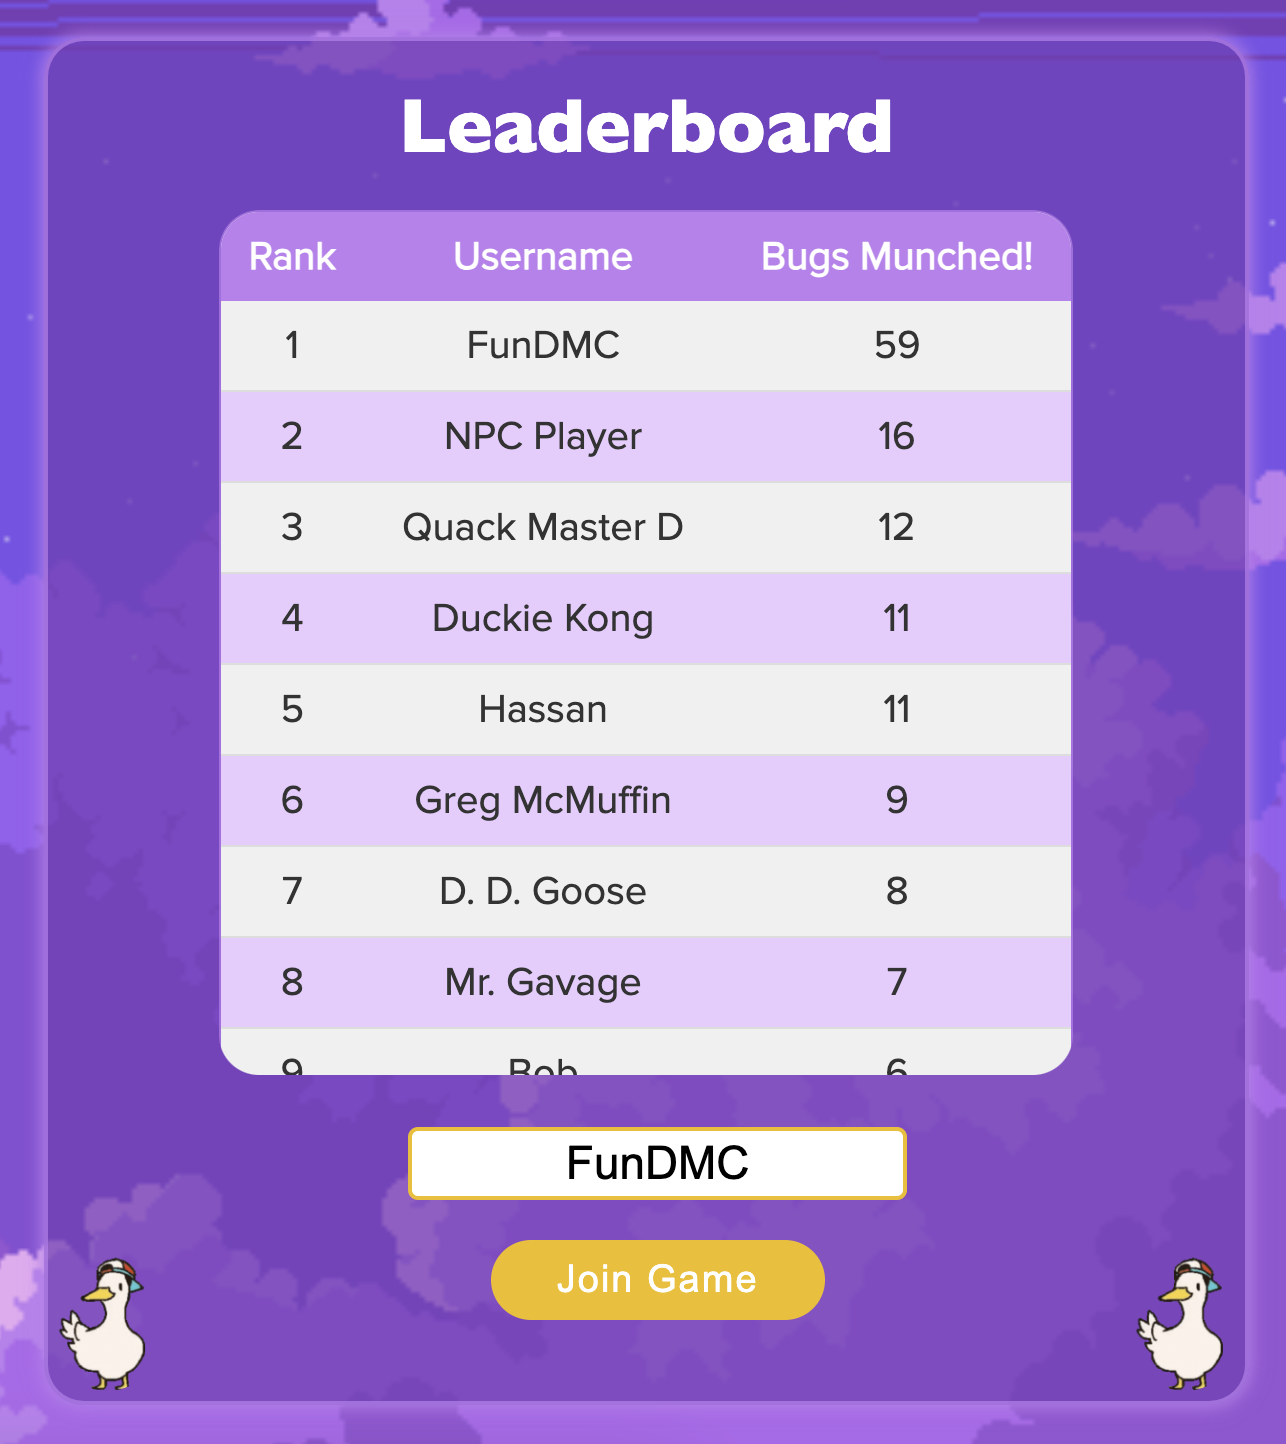 Leaderboard
Rank Username Bugs Munched!
1 FunDMC 59
2 NPC Player 16
3 Quack Master D 12
4 Duckie Kong 11
5 Hassan 11
6 Greg McMuffin 9
7 D. D. Goose 8
8 Mr. Gavage 7
9 Bob 6
FunDMC
Join Game